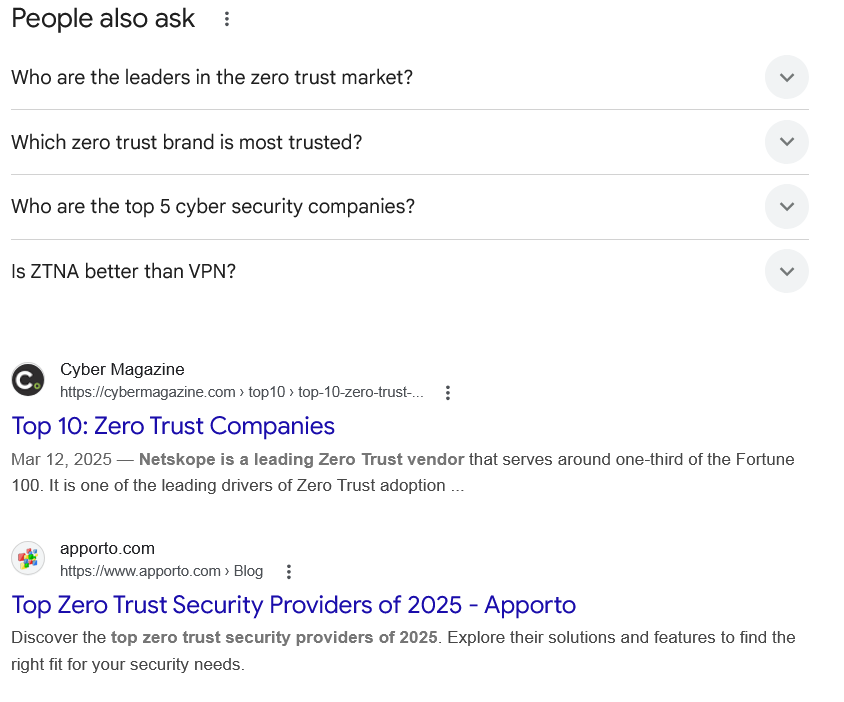 People also ask
Who are the leaders in the zero trust market?
Which zero trust brand is most trusted?
Who are the top 5 cyber security companies?
Is ZTNA better than VPN?
Cyber Magazine
https://cybermagazine.com › top10 › top-10-zero-trust-...
Top 10: Zero Trust Companies
Mar 12, 2025 — Netskope is a leading Zero Trust vendor that serves around one-third of the Fortune
100. It is one of the leading drivers of Zero Trust adoption ...
apporto.com
https://www.apporto.com › Blog
Top Zero Trust Security Providers of 2025 - Apporto
Discover the top zero trust security providers of 2025. Explore their solutions and features to find the
right fit for your security needs.